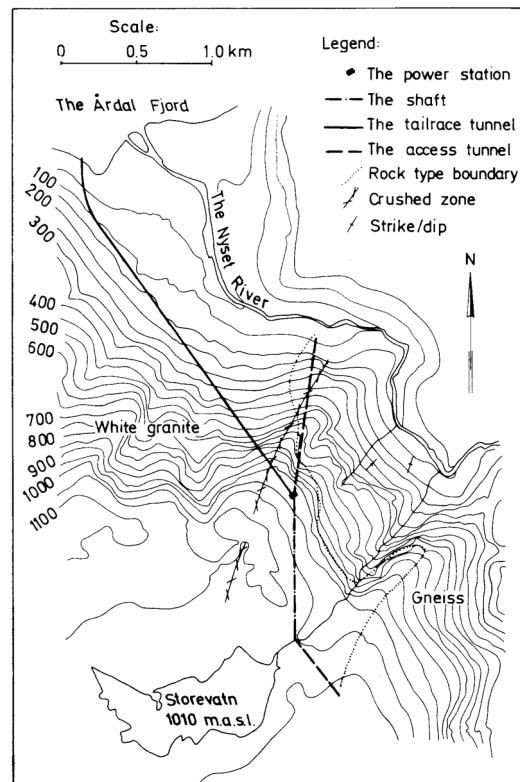 Scale:
0 0.5 1.0 km
Legend:
The power station
The shaft
The tailrace tunnel
The access tunnel
Rock type boundary
Crushed zone
Strike/dip
The Årdal Fjord
The Nyset River
N
100
200
300
400
500
600
700
800
900
1000
1100
White granite
Gneiss
Storevatn
1010 m.a.s.l.